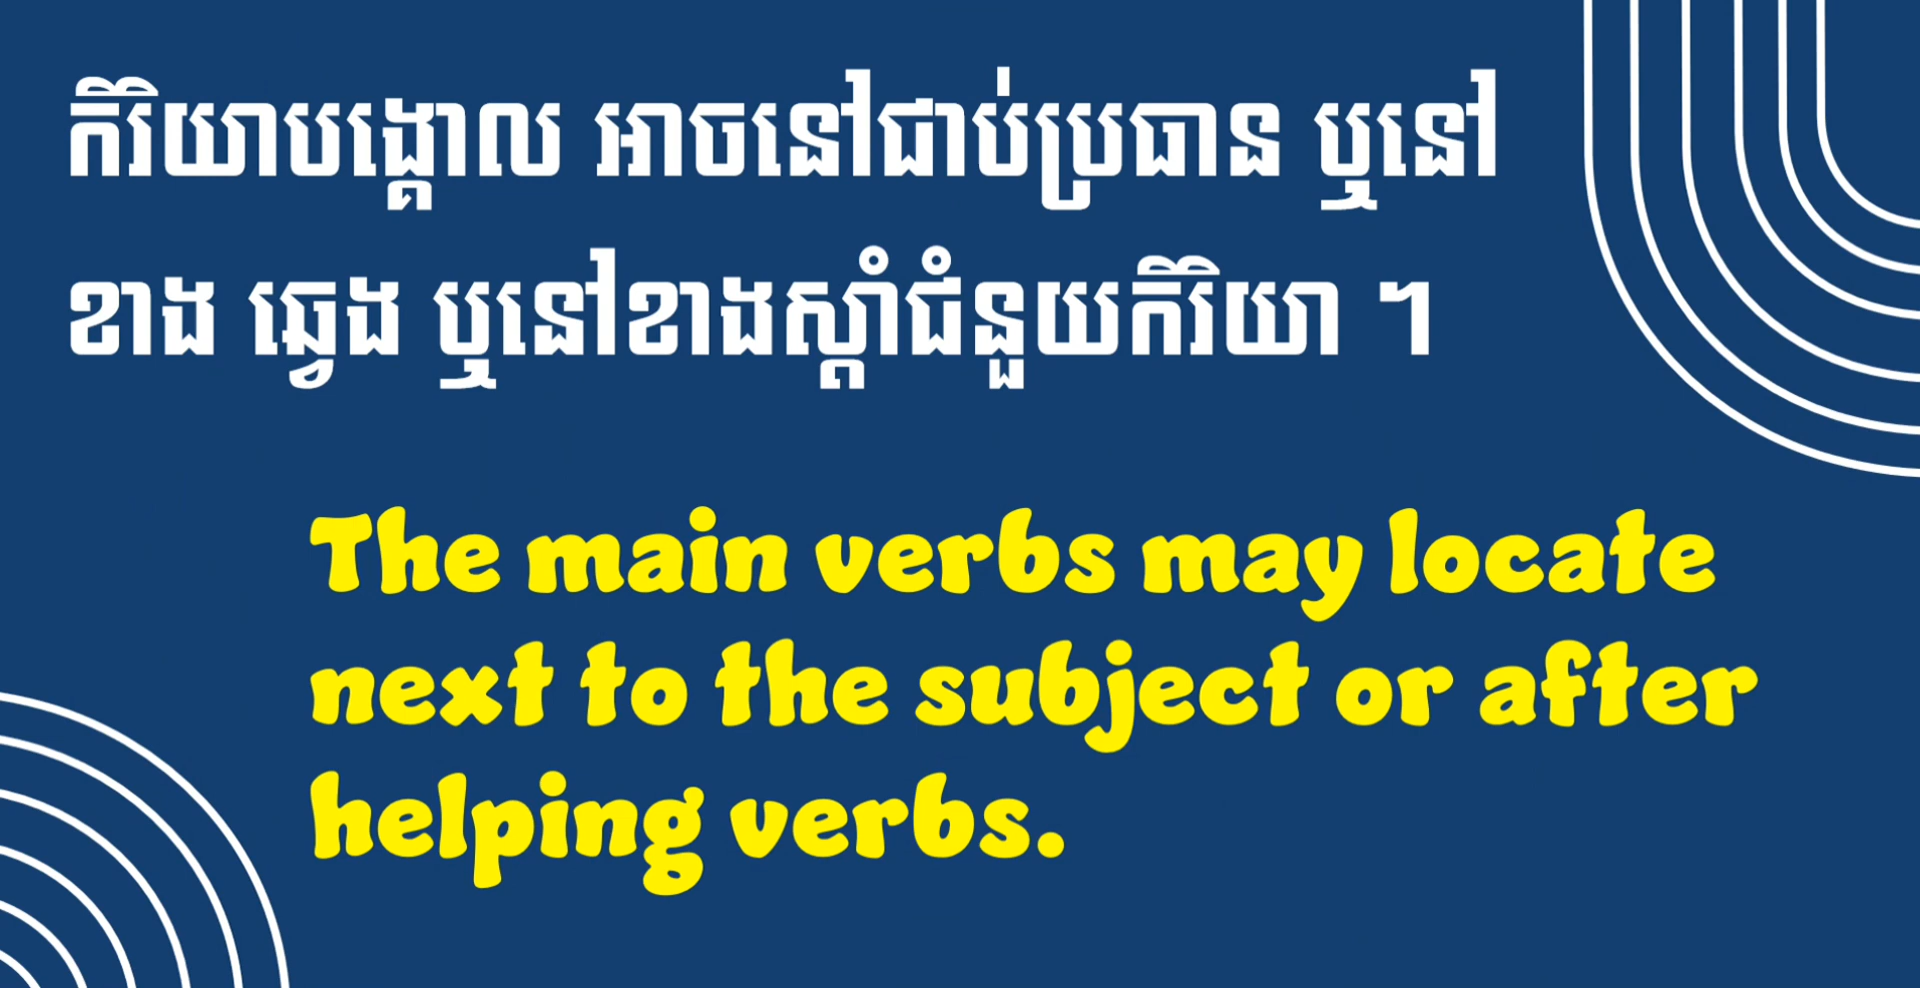 កិរិយាបង្គោល អាចនៅជាប់ប្រធាន ឬនៅ
ខាង ឆ្វេង ឬនៅខាងស្តាំជំនួយកិរិយា ។
The main verbs may locate
next to the subject or after
helping verbs.